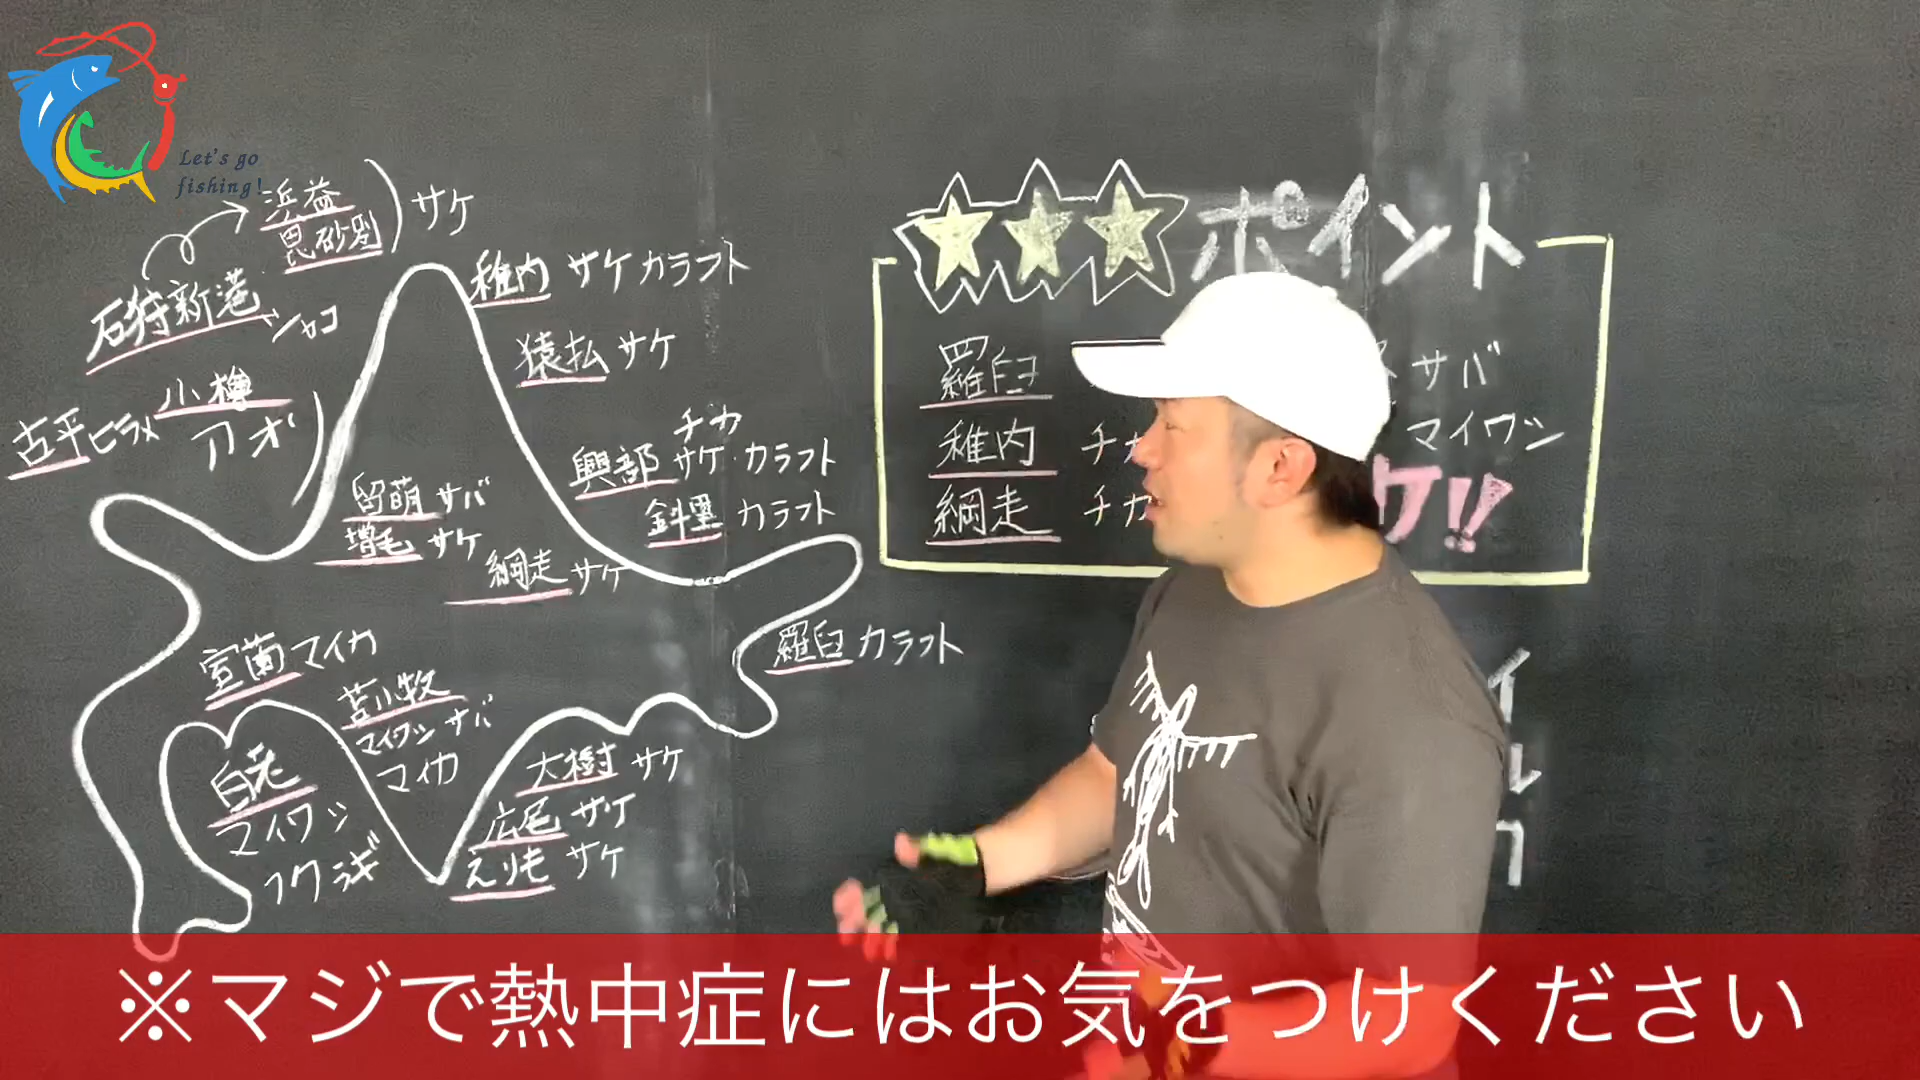 Let's go
fishing!
浜益
毘砂別
サケ
石狩新港
シャコ
小樽
アオリ
古平 ヒラメ
稚内 サケ カラフト
猿払 サケ
チカ
興部 サケ・カラフト
斜里 カラフト
留萌 サバ
増毛 サケ
網走 サケ
羅臼 カラフト
室蘭 マイカ
苫小牧
マイワシ サバ
マイカ
白老
マイワシ
フクラギ
大樹 サケ
広尾 サケ
えりも サケ
★★★ポイント
羅臼 サバ
稚内 チカ マイワシ
網走 チカ ケ!!
※マジで熱中症にはお気をつけください